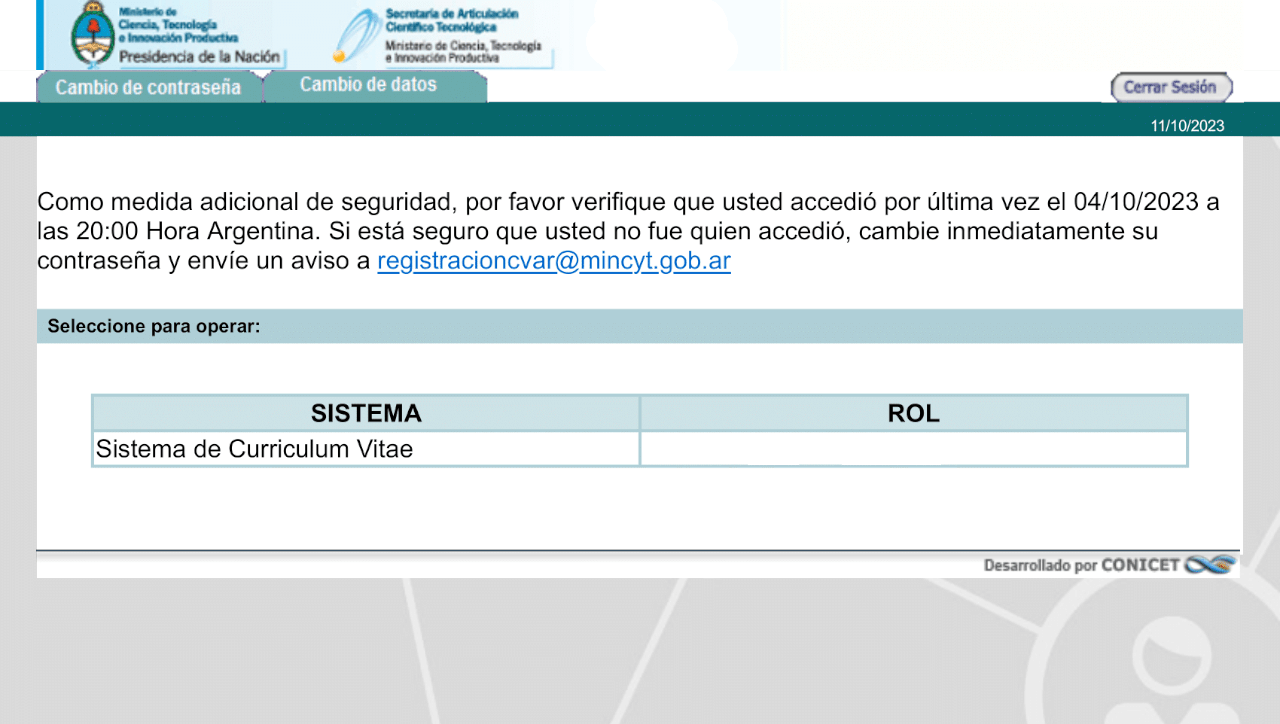 Ministerio de
Ciencia, Tecnología
e Innovación Productiva
Presidencia de la Nación
Secretaría de Articulación
Científico Tecnológica
Ministerio de Ciencia, Tecnología
e Innovación Productiva
Cambio de contraseña
Cambio de datos
Cerrar Sesión
11/10/2023
Como medida adicional de seguridad, por favor verifique que usted accedió por última vez el 04/10/2023 a
las 20:00 Hora Argentina. Si está seguro que usted no fue quien accedió, cambie inmediatamente su
contraseña y envíe un aviso a registracioncvar@mincyt.gob.ar
Seleccione para operar:
SISTEMA ROL
Sistema de Curriculum Vitae
Desarrollado por CONICET